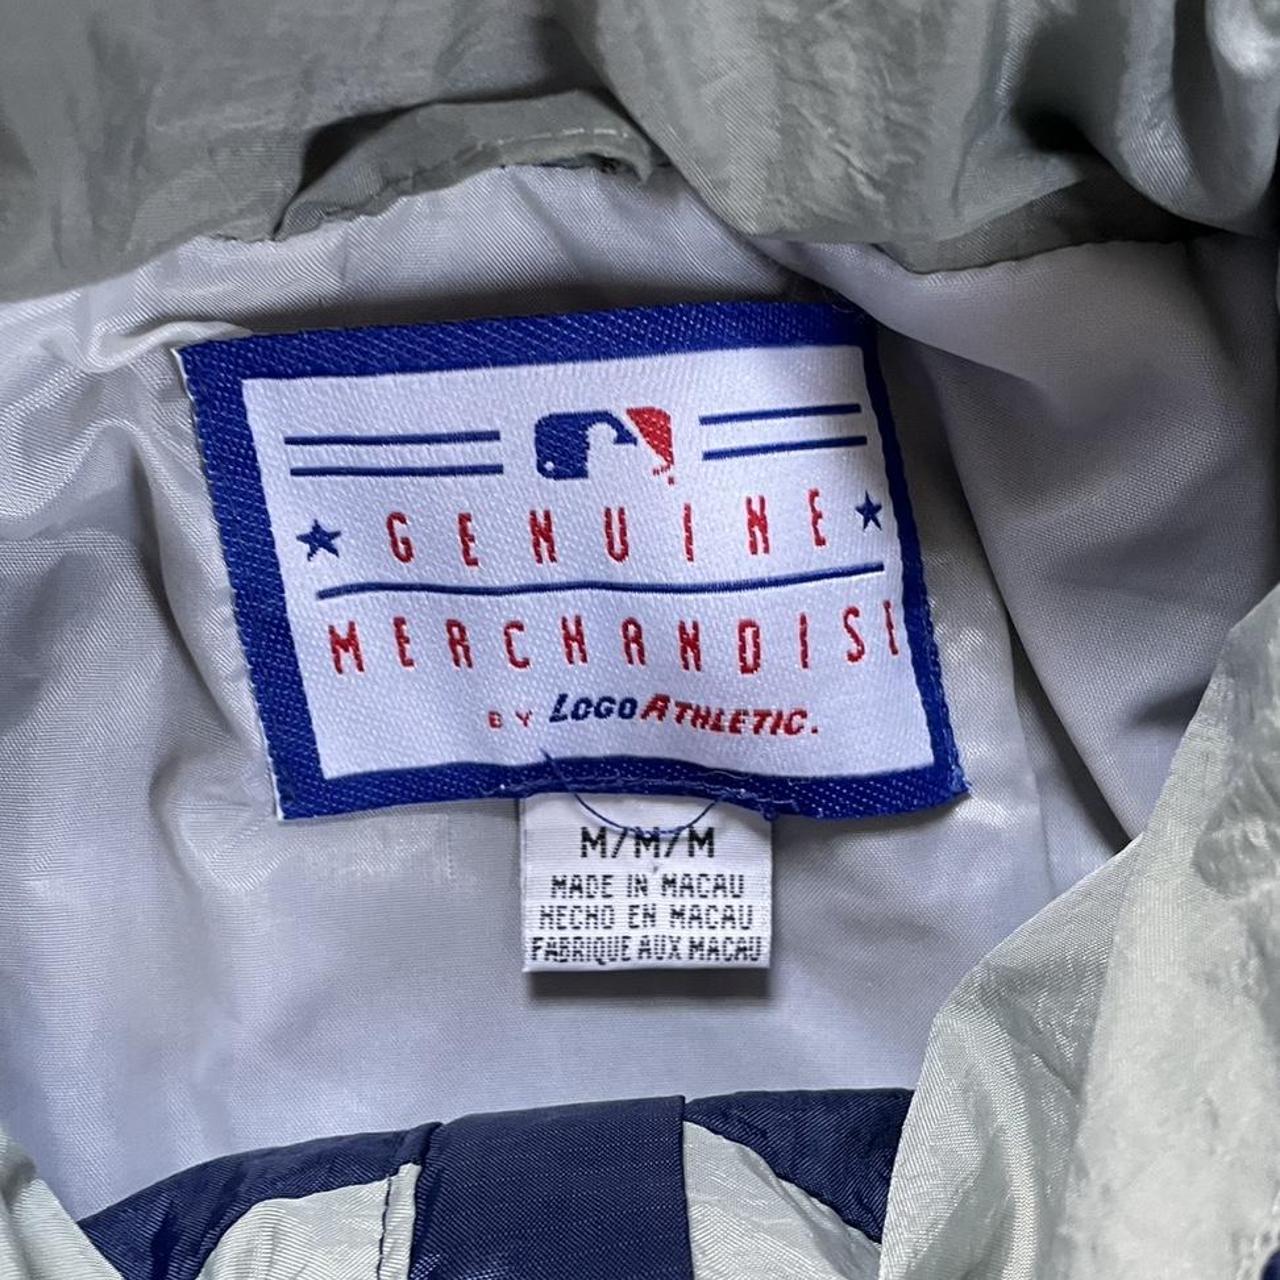 GENUINE
MERCHANDISE
BY LOGO ATHLETIC.
M/M/M
MADE IN MACAU
HECHO EN MACAU
FABRIQUE AUX MACAU